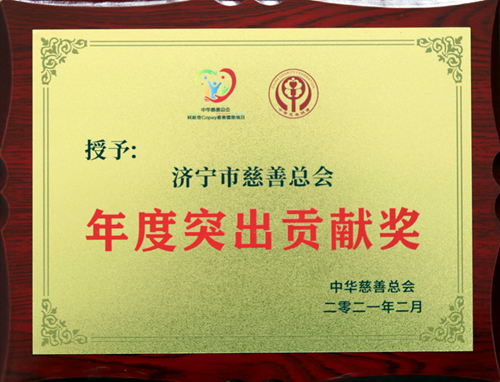 中华慈善总会
授予:
济宁市慈善总会
年度突出贡献奖
中华慈善总会
二零二一年二月